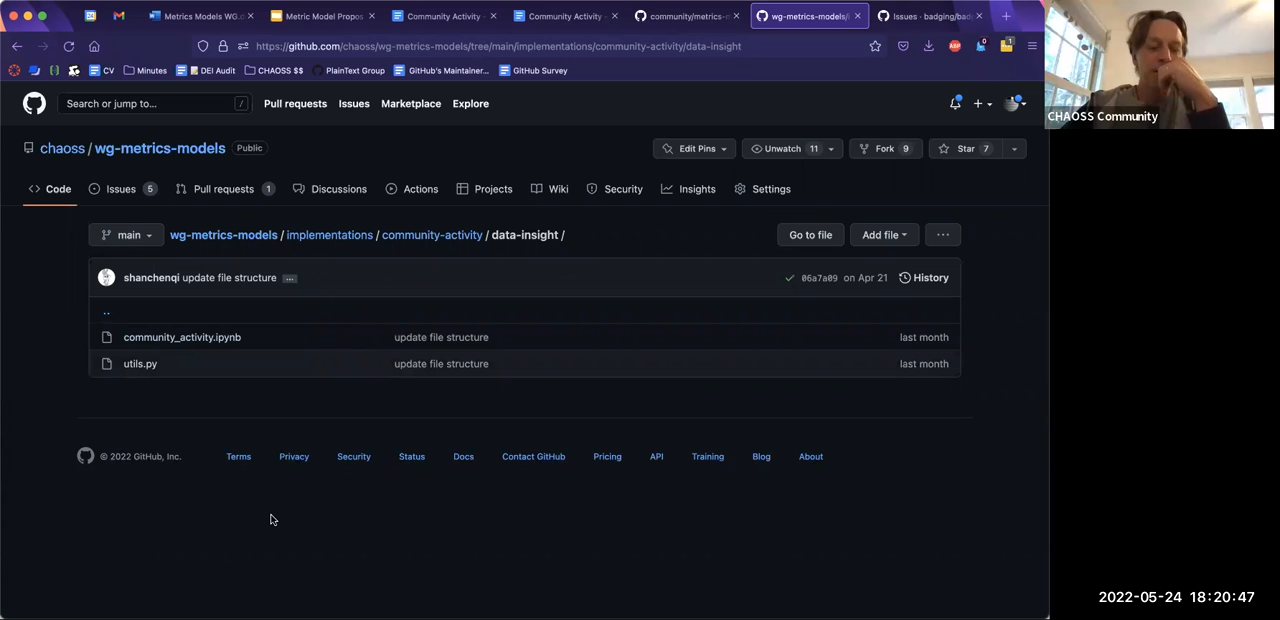 Metrics Models WG.
Metric Model Propos
Community Activity -
Community Activity -
community/metrics-
wg-metrics-models/
Issues · badging/bad
https://github.com/chaoss/wg-metrics-models/tree/main/implementations/community-activity/data-insight
ABP
0
1
CV
Minutes
DEI Audit
CHAOSS $$
PlainText Group
GitHub's Maintainer...
GitHub Survey
Search or jump to...
/
Pull requests
Issues
Marketplace
Explore
CHAOSS Community
chaoss / wg-metrics-models Public
Edit Pins
Unwatch 11
Fork 9
Star 7
<> Code
Issues 5
Pull requests 1
Discussions
Actions
Projects
Wiki
Security
Insights
Settings
main
wg-metrics-models / implementations / community-activity / data-insight /
Go to file
Add file
...
shanchenqi update file structure ...
06a7a09 on Apr 21
History
..
community_activity.ipynb update file structure last month
utils.py update file structure last month
© 2022 GitHub, Inc.
Terms
Privacy
Security
Status
Docs
Contact GitHub
Pricing
API
Training
Blog
About
2022-05-24 18:20:47